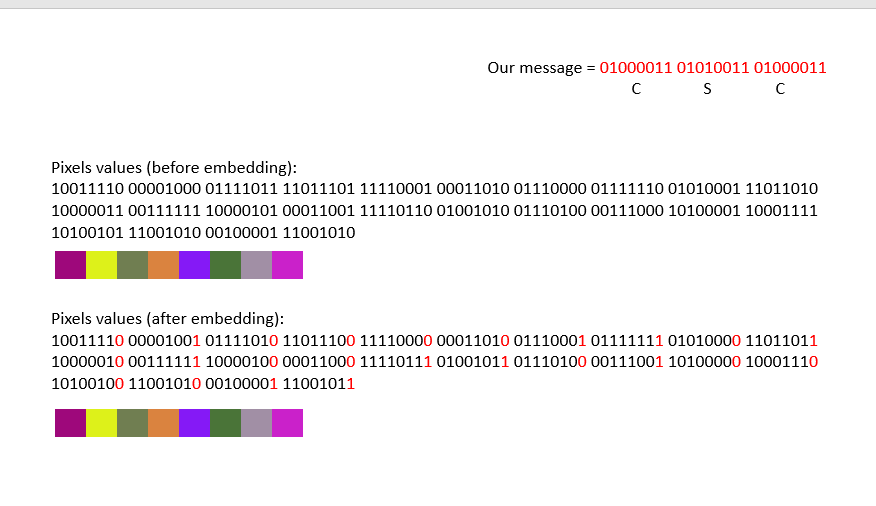 Our message = 01000011 01010011 01000011
C S C
Pixels values (before embedding):
10011110 00001000 01111011 11011101 11110001 00011010 01110000 01111110 01010001 11011010
10000011 00111111 10000101 00011001 11110110 01001010 01110100 00111000 10100001 10001111
10100101 11001010 00100001 11001010
Pixels values (after embedding):
10011110 00001001 01111010 11011100 11110000 00011010 01110001 01111111 01010000 11011011
10000010 00111111 10000100 00011000 11110111 01001011 01110100 00111001 10100000 10001110
10100100 11001010 00100001 11001011